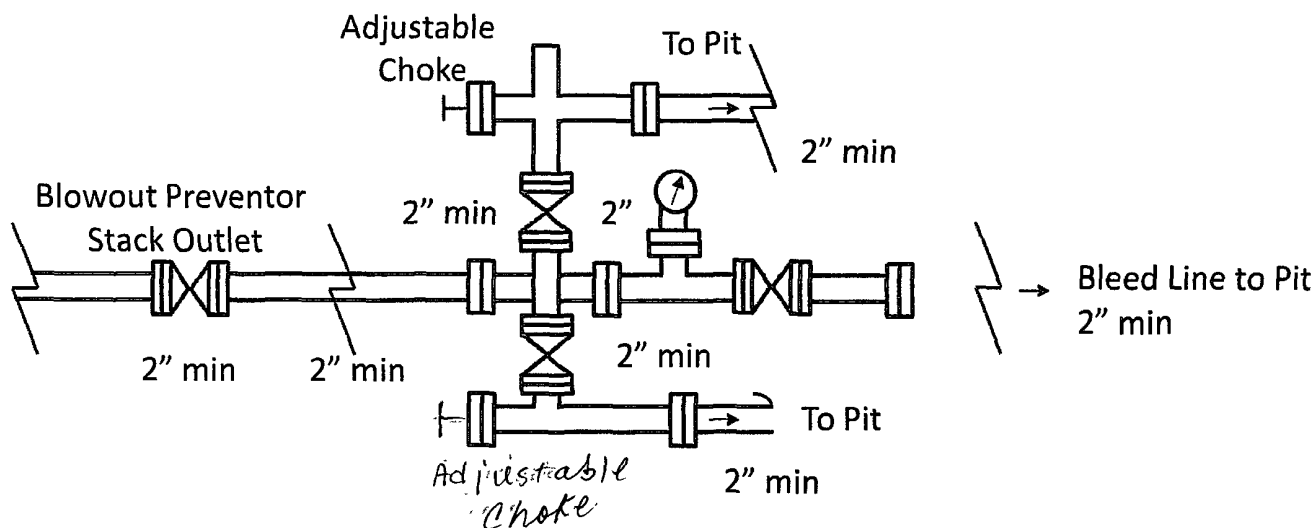 Adjustable
Choke
To Pit
2” min
Blowout Preventor
Stack Outlet
2” min
2”
Bleed Line to Pit
2” min
2” min
2” min
2” min
To Pit
2” min
Adjustable
Choke